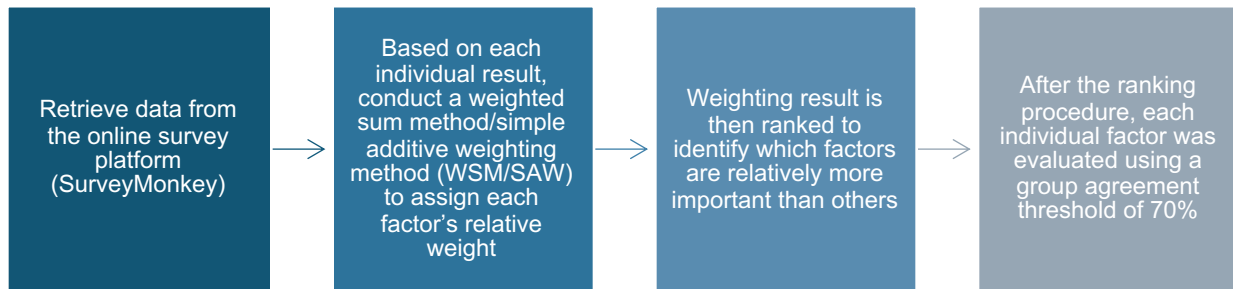 Retrieve data from
the online survey
platform
(SurveyMonkey)
Based on each
individual result,
conduct a weighted
sum method/simple
additive weighting
method (WSM/SAW)
to assign each
factor’s relative
weight
Weighting result is
then ranked to
identify which factors
are relatively more
important than others
After the ranking
procedure, each
individual factor was
evaluated using a
group agreement
threshold of 70%